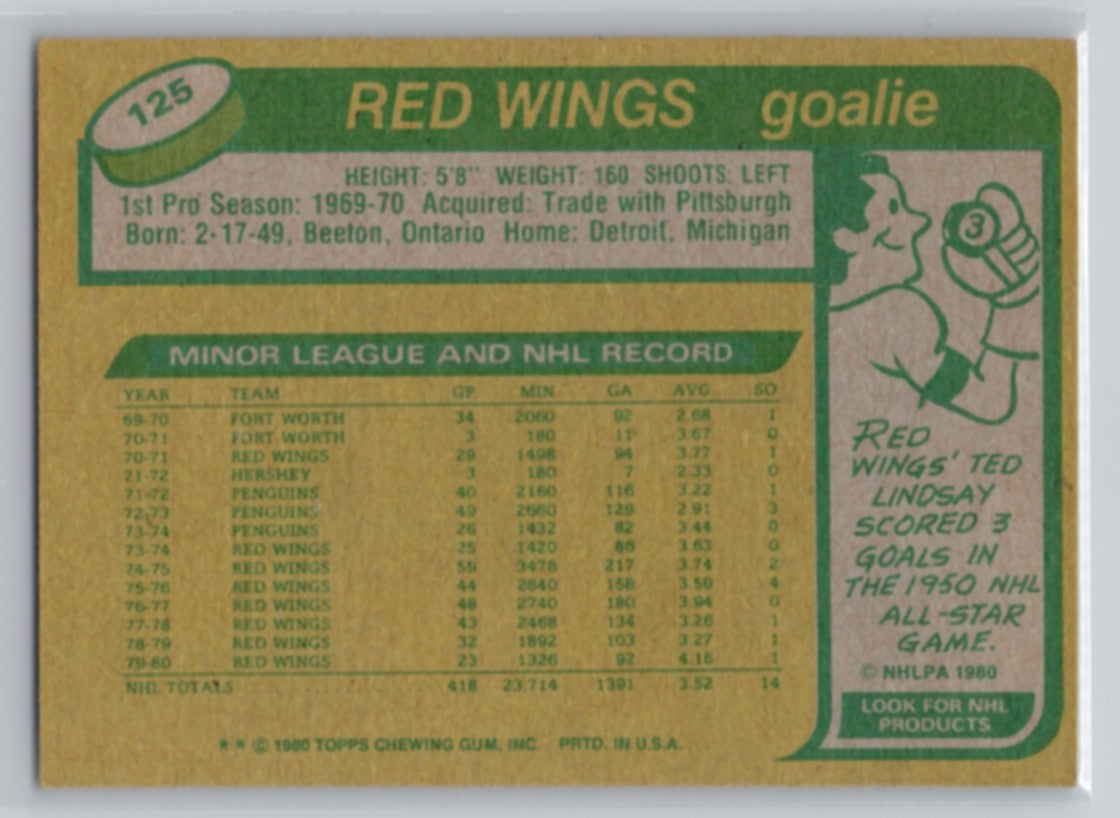 125
RED WINGS goalie
HEIGHT: 5'8" WEIGHT: 160 SHOOTS: LEFT
1st Pro Season: 1969-70 Acquired: Trade with Pittsburgh
Born: 2-17-49, Beeton, Ontario Home: Detroit, Michigan
MINOR LEAGUE AND NHL RECORD
YEAR TEAM GP MIN GA AVG SO
69-70 FORT WORTH 34 2060 92 2.68 1
70-71 FORT WORTH 3 180 11 3.67 0
70-71 RED WINGS 29 1498 94 3.77 1
71-72 HERSHEY 3 180 7 2.33 0
71-72 PENGUINS 40 2160 116 3.22 1
72-73 PENGUINS 49 2660 129 2.91 3
73-74 PENGUINS 26 1432 82 3.44 0
73-74 RED WINGS 25 1420 86 3.63 0
74-75 RED WINGS 59 3478 217 3.74 2
75-76 RED WINGS 44 2640 158 3.59 4
76-77 RED WINGS 48 2740 180 3.94 0
77-78 RED WINGS 43 2468 134 3.26 1
78-79 RED WINGS 32 1892 103 3.27 1
79-80 RED WINGS 23 1326 92 4.16 1
NHL TOTALS 418 23,714 1391 3.52 14
** © 1980 TOPPS CHEWING GUM, INC. PRTD. IN U.S.A.
3
RED
WINGS' TED
LINDSAY
SCORED 3
GOALS IN
THE 1950 NHL
ALL-STAR
GAME.
© NHLPA 1980
LOOK FOR NHL
PRODUCTS